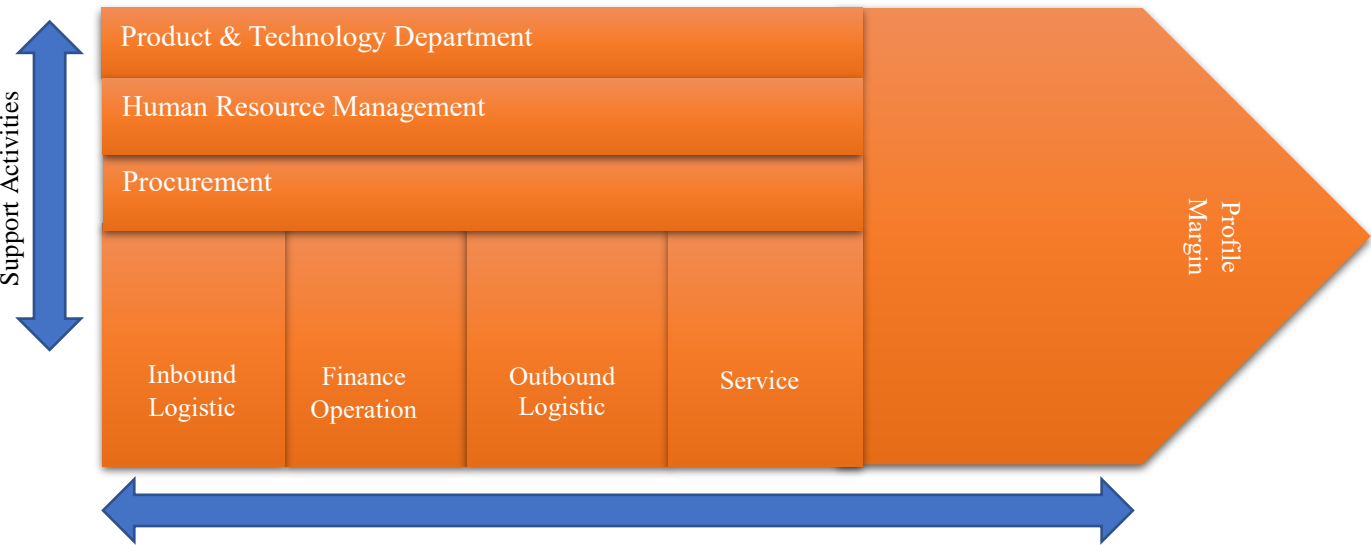 Support Activities
Product & Technology Department
Human Resource Management
Procurement
Inbound
Logistic
Finance
Operation
Outbound
Logistic
Service
Profile
Margin